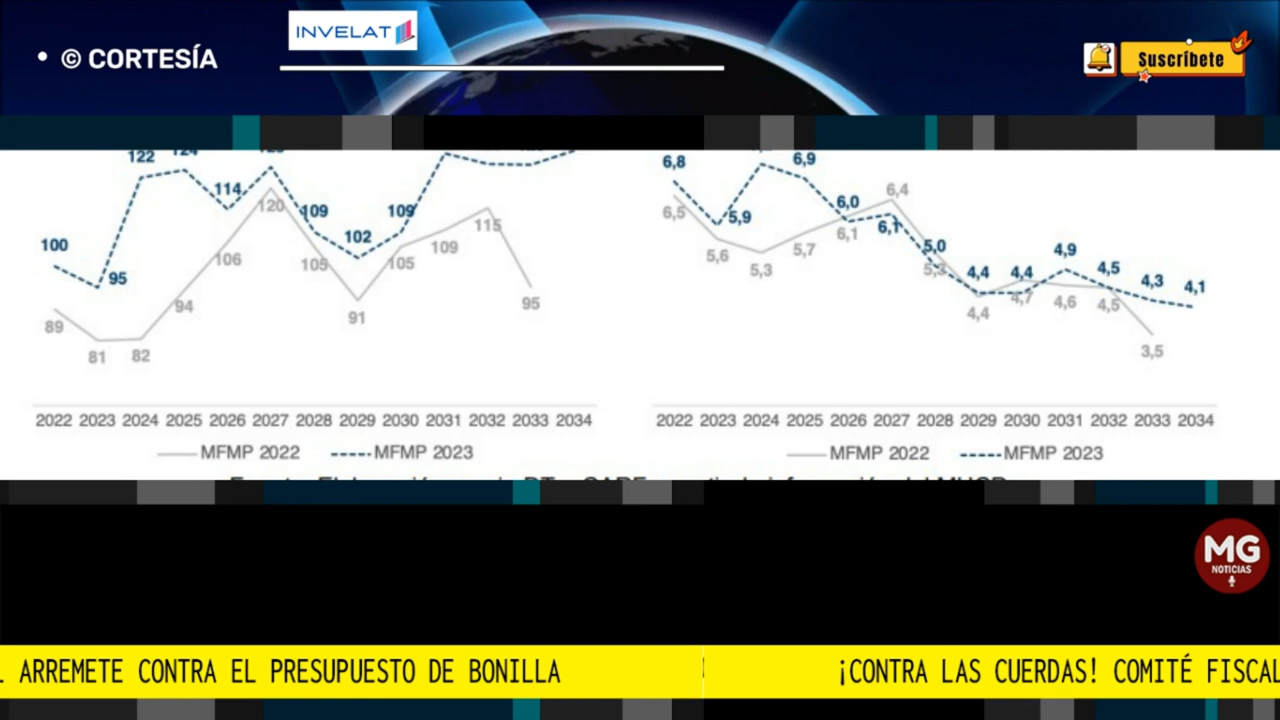 INVELAT
• © CORTESÍA
Suscríbete
122 114 120 109 102 109
100 95 106 105 105 109 115
89 81 82 94 91 95
6,8 6,9 6,0 6,4
6,5 5,9 6,1 6,1 5,0 4,9
5,6 5,3 5,7 5,3 4,4 4,4 4,5 4,3 4,1
4,4 4,7 4,6 4,5 3,5
2022 2023 2024 2025 2026 2027 2028 2029 2030 2031 2032 2033 2034
2022 2023 2024 2025 2026 2027 2028 2029 2030 2031 2032 2033 2034
MFMP 2022 MFMP 2023
MFMP 2022 MFMP 2023
MG
NOTICIAS
ARREMETE CONTRA EL PRESUPUESTO DE BONILLA
¡CONTRA LAS CUERDAS! COMITÉ FISCAL